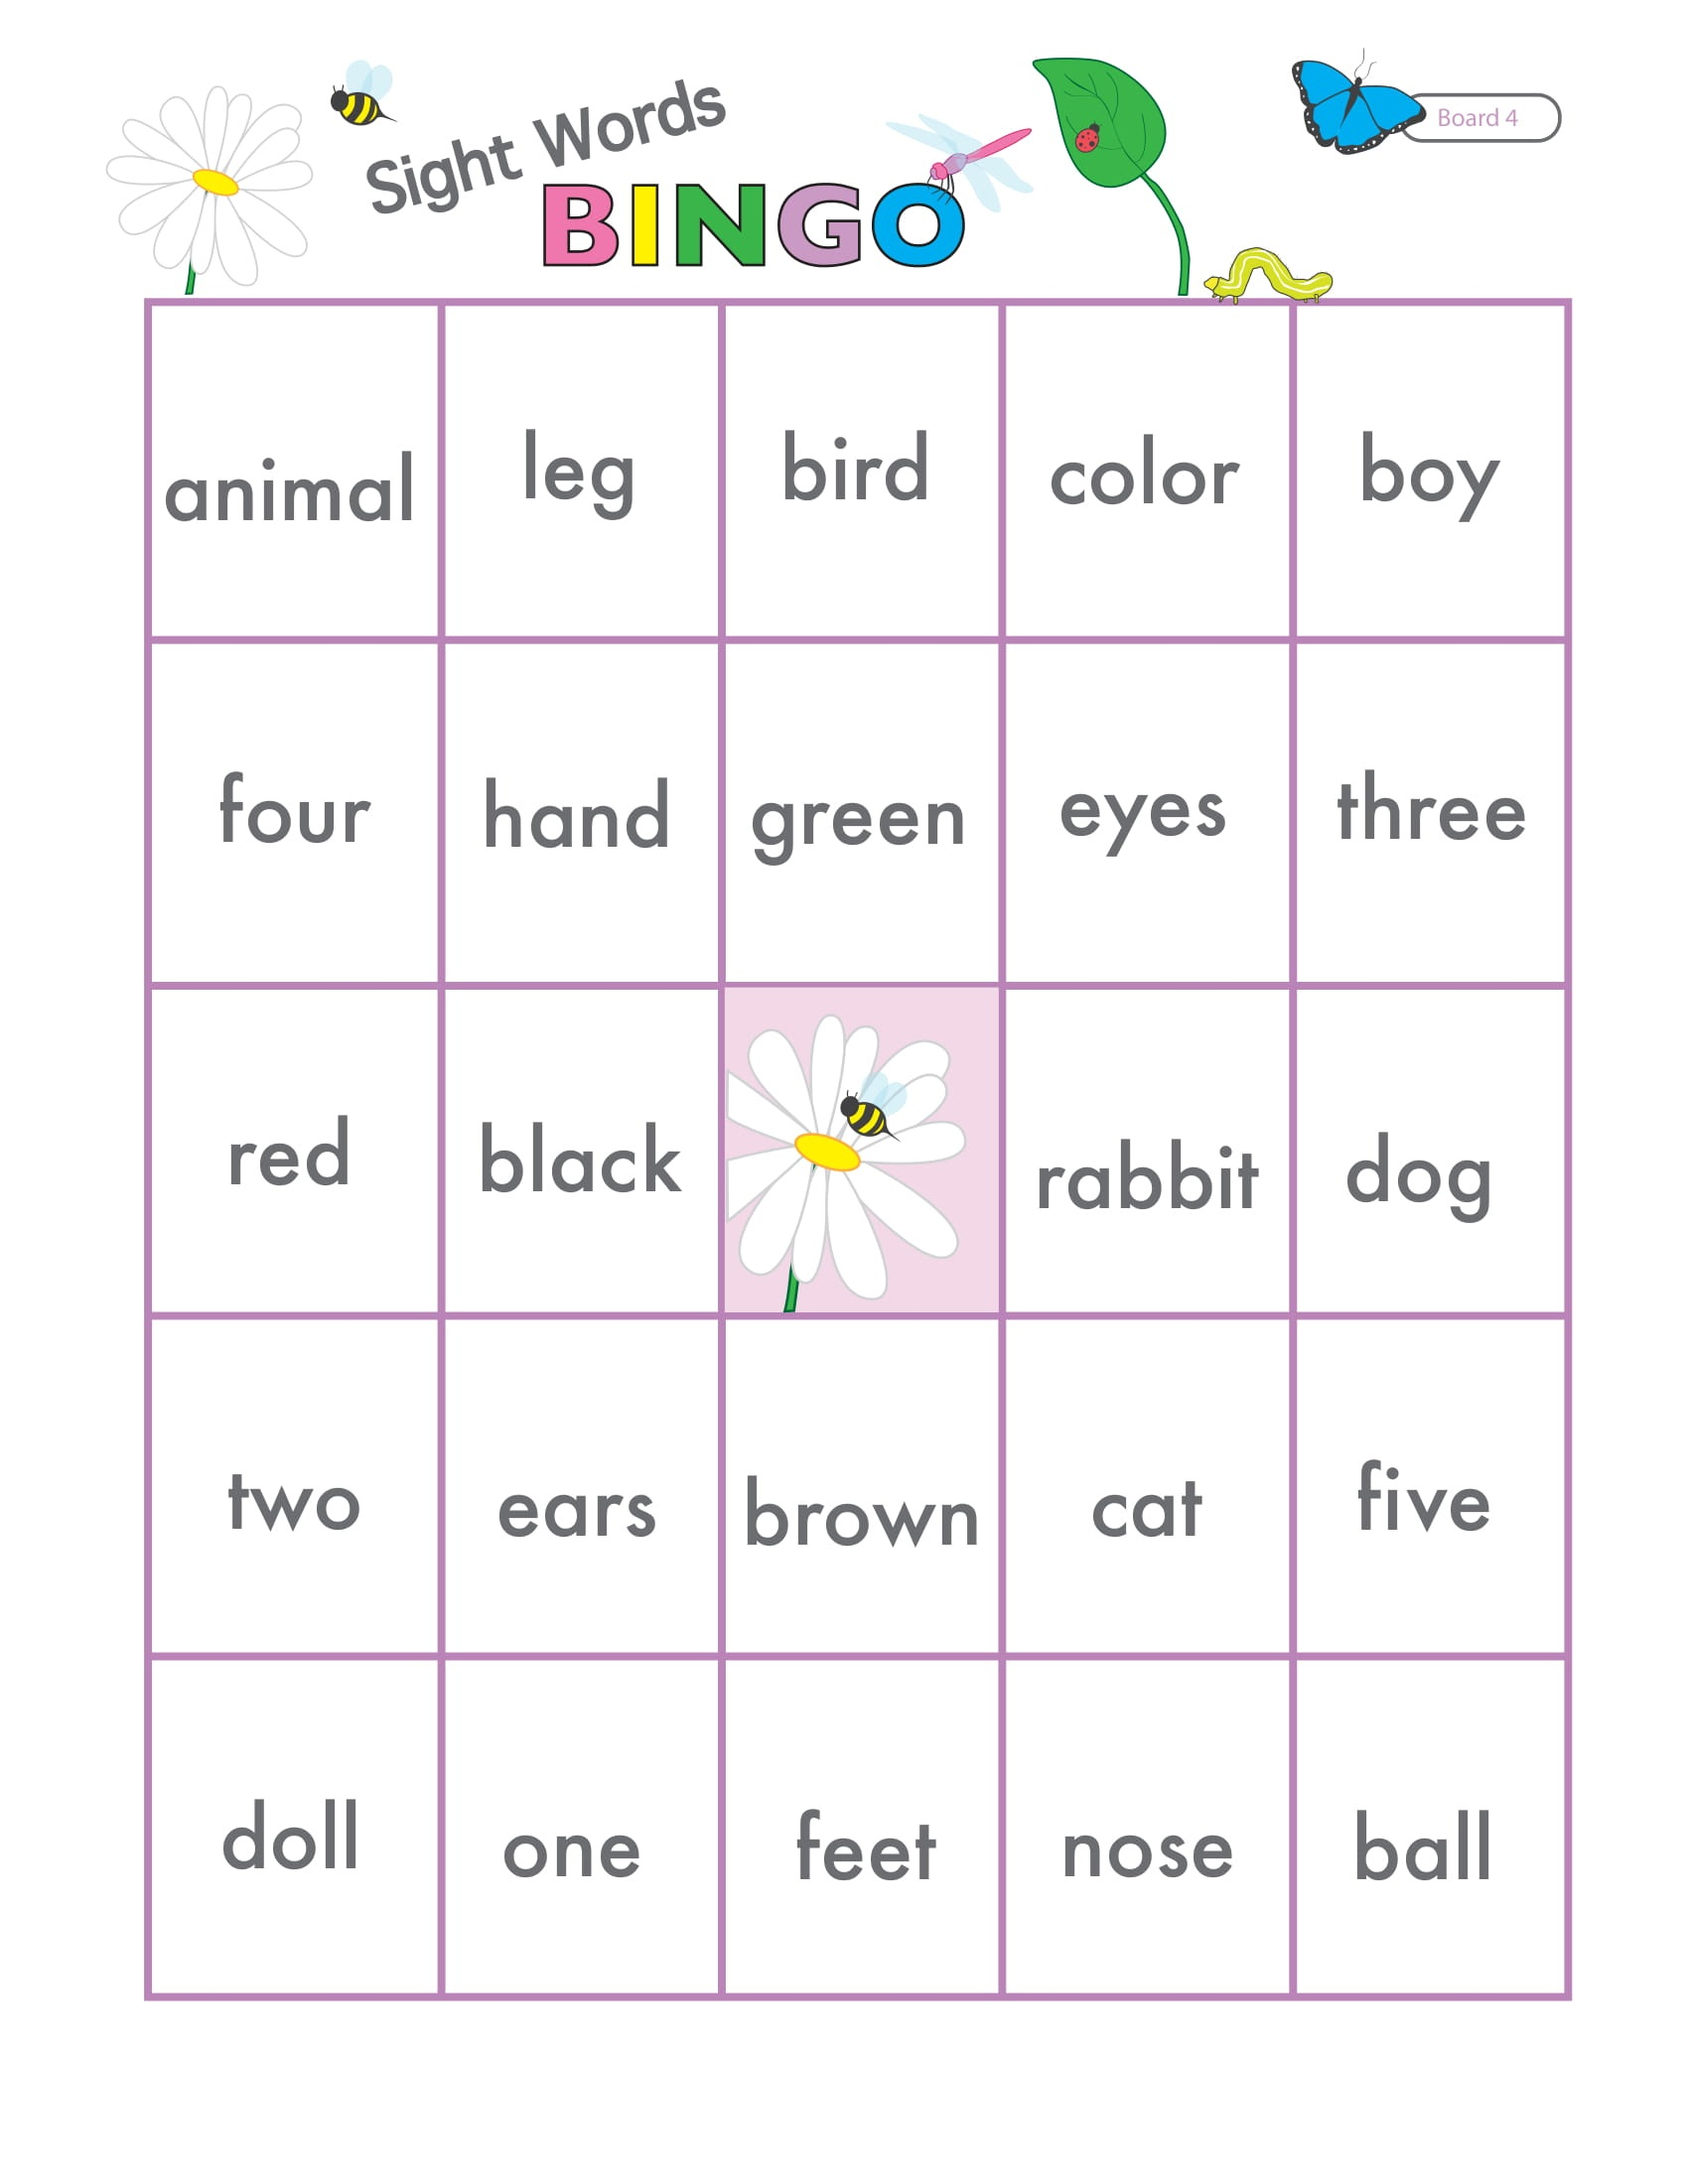 Sight Words
BINGO
Board 4
animal leg bird color boy
four hand green eyes three
red black rabbit dog
two ears brown cat five
doll one feet nose ball